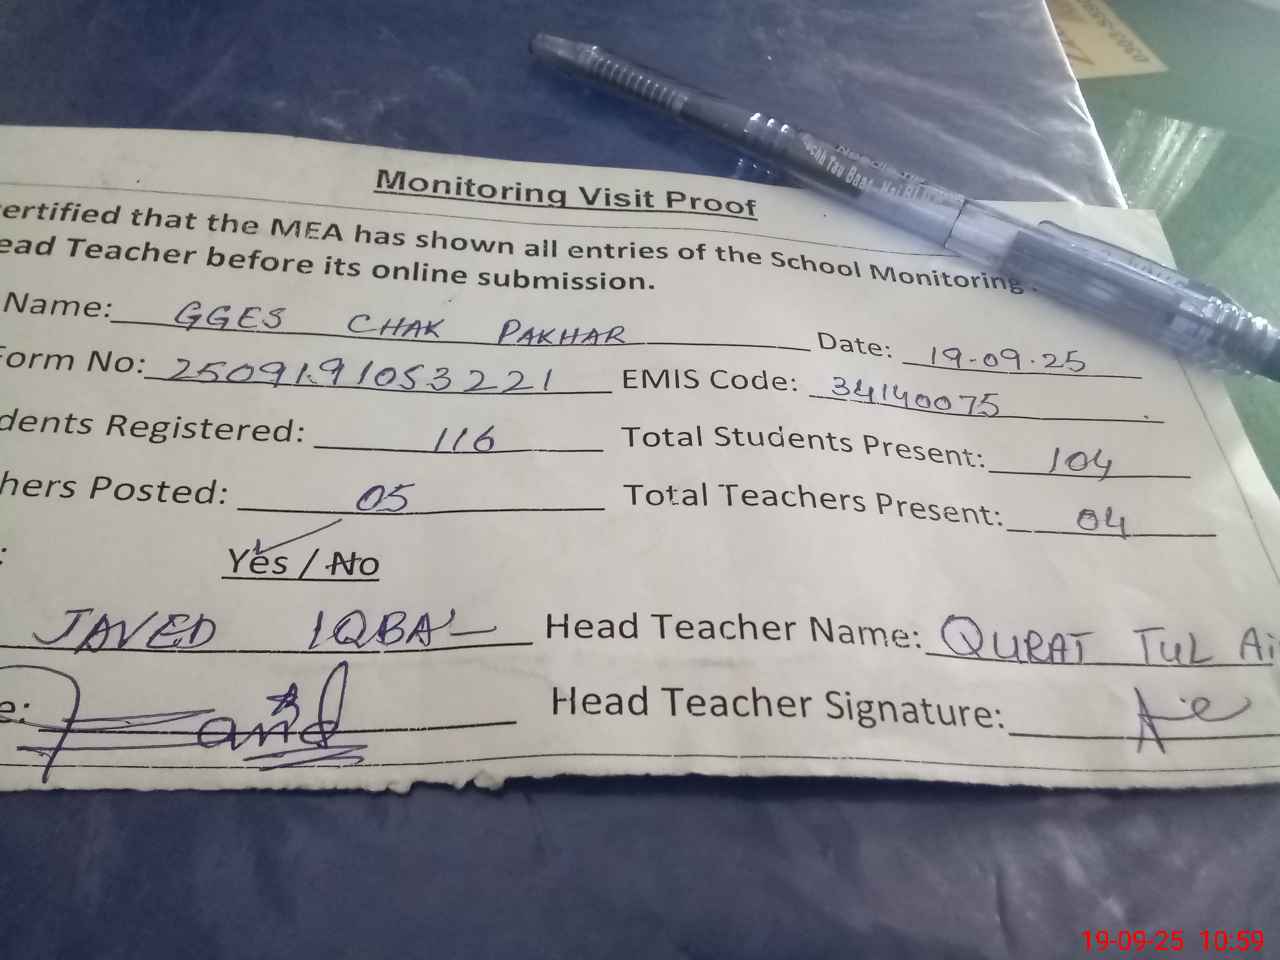 Monitoring Visit Proof
ertified that the MEA has shown all entries of the School Monitoring
ead Teacher before its online submission.
Name: GGES CHAK PAKHAR Date: 19-09-25
Form No: 2509191053221 EMIS Code: 34140075
dents Registered: 116 Total Students Present: 104
hers Posted: 05 Total Teachers Present: 04
: Yes / No
JAVED IQBAL Head Teacher Name: QURAT TUL Ai
e: Head Teacher Signature:
19-09-25 10:59